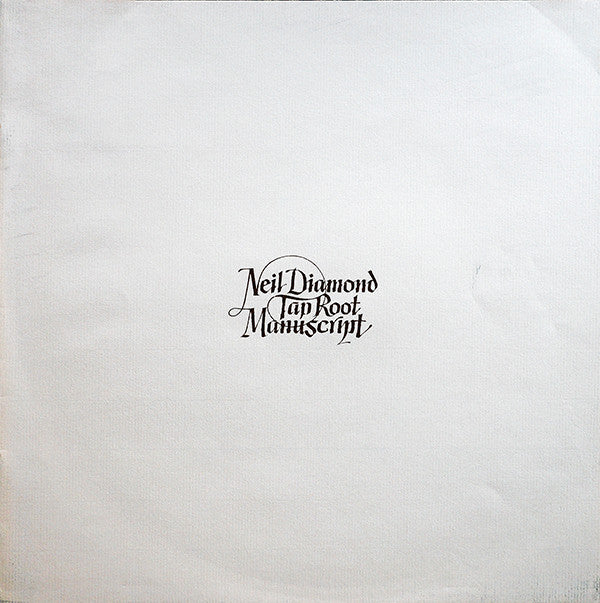 Neil Diamond
Tap Root
Manuscript